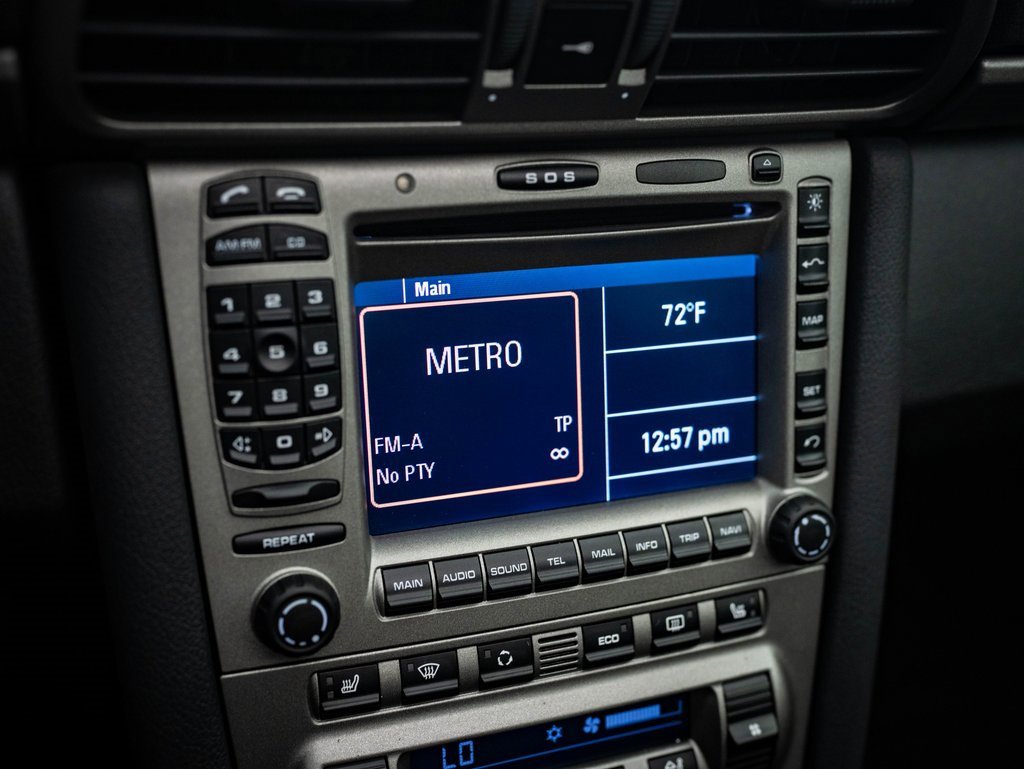 SOS
AM FM CD
Main
1 2 3
4 5 6
7 8 9
0
METRO
TP
FM-A
∞
No PTY
72°F
12:57 pm
MAP
SET
REPEAT
MAIN AUDIO SOUND TEL MAIL INFO TRIP NAVI
ECO
LO